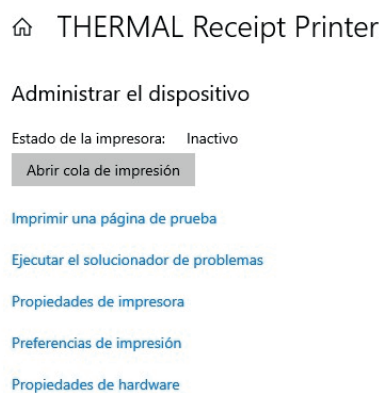 THERMAL Receipt Printer
Administrar el dispositivo
Estado de la impresora: Inactivo
Abrir cola de impresión
Imprimir una página de prueba
Ejecutar el solucionador de problemas
Propiedades de impresora
Preferencias de impresión
Propiedades de hardware